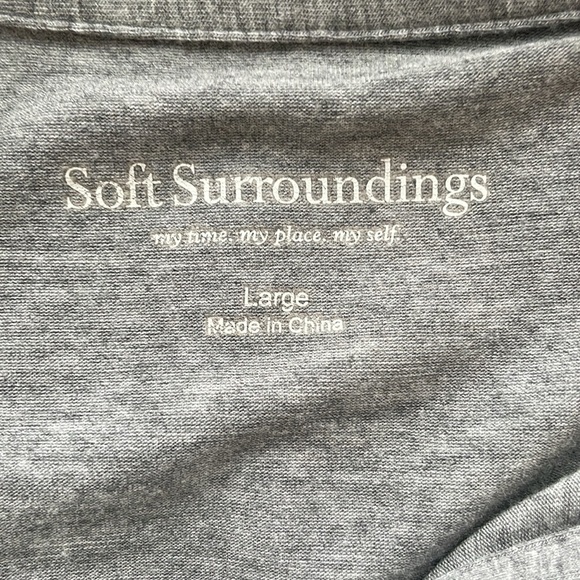 Soft Surroundings
my time. my place. my self.
Large
Made in China